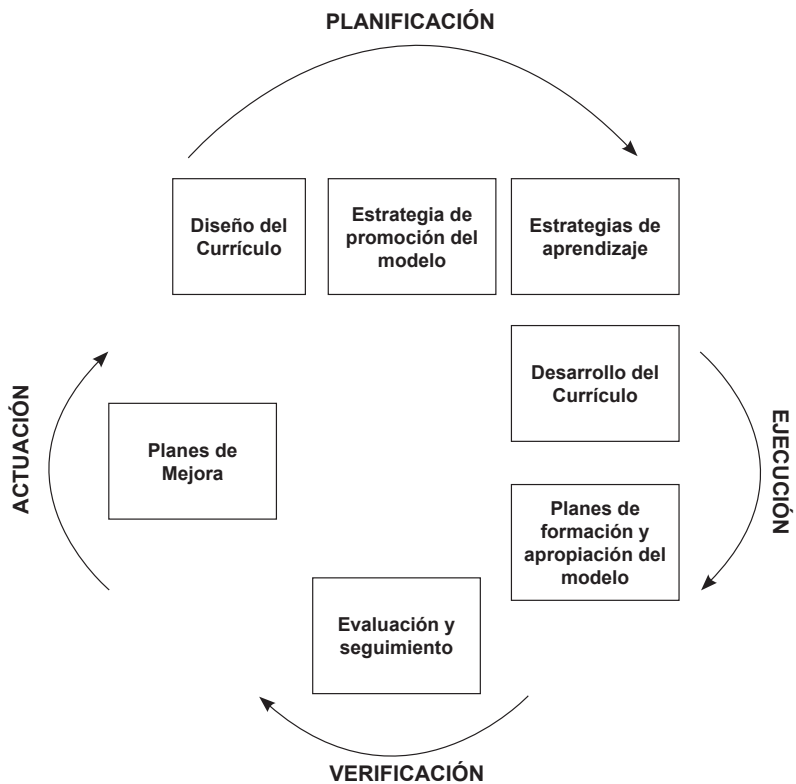 PLANIFICACIÓN
Diseño del
Currículo
Estrategia de
promoción del
modelo
Estrategias de
aprendizaje
Desarrollo del
Currículo
EJECUCIÓN
Planes de
formación y
apropiación del
modelo
Evaluación y
seguimiento
VERIFICACIÓN
Planes de
Mejora
ACTUACIÓN